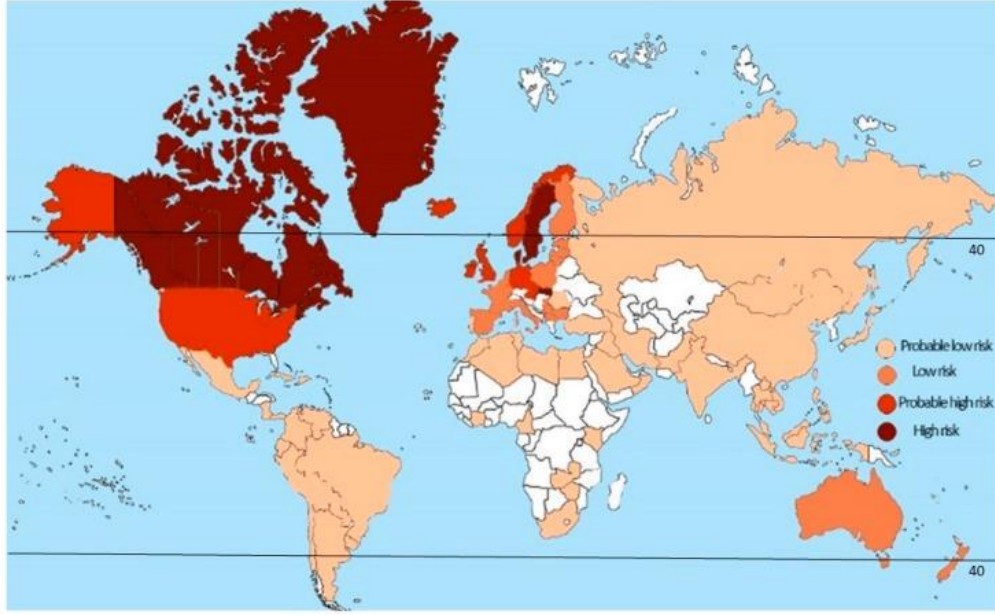 40
Probable low risk
Low risk
Probable high risk
High risk
40